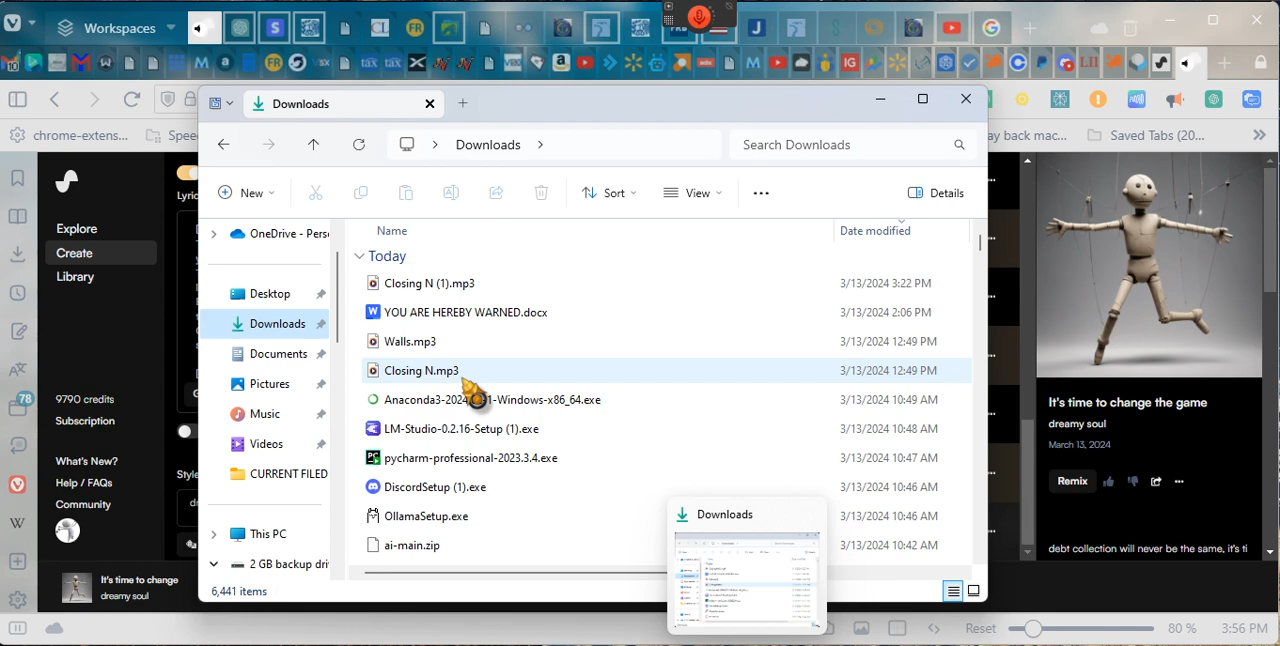 Workspaces
chrome-extens...
Spee
ay back mac...
Saved Tabs (20...
Downloads
Downloads
Search Downloads
New
Sort
View
Details
Explore
Create
Library
9790 credits
Subscription
What's New?
Help / FAQs
Community
It's time to change
dreamy soul
78
Lyric
Style
OneDrive - Perso
Desktop
Downloads
Documents
Pictures
Music
Videos
CURRENT FILED
This PC
2 GB backup dri
6,441 items
Name
Date modified
Today
Closing N (1).mp3
3/13/2024 3:22 PM
YOU ARE HEREBY WARNED.docx
3/13/2024 2:06 PM
Walls.mp3
3/13/2024 12:49 PM
Closing N.mp3
3/13/2024 12:49 PM
Anaconda3-2024 1-Windows-x86_64.exe
3/13/2024 10:49 AM
LM-Studio-0.2.16-Setup (1).exe
3/13/2024 10:48 AM
pycharm-professional-2023.3.4.exe
3/13/2024 10:47 AM
DiscordSetup (1).exe
3/13/2024 10:46 AM
OllamaSetup.exe
3/13/2024 10:46 AM
ai-main.zip
3/13/2024 10:42 AM
Downloads
It's time to change the game
dreamy soul
March 13, 2024
Remix
debt collection will never be the same, it's ti
Reset
80 %
3:56 PM